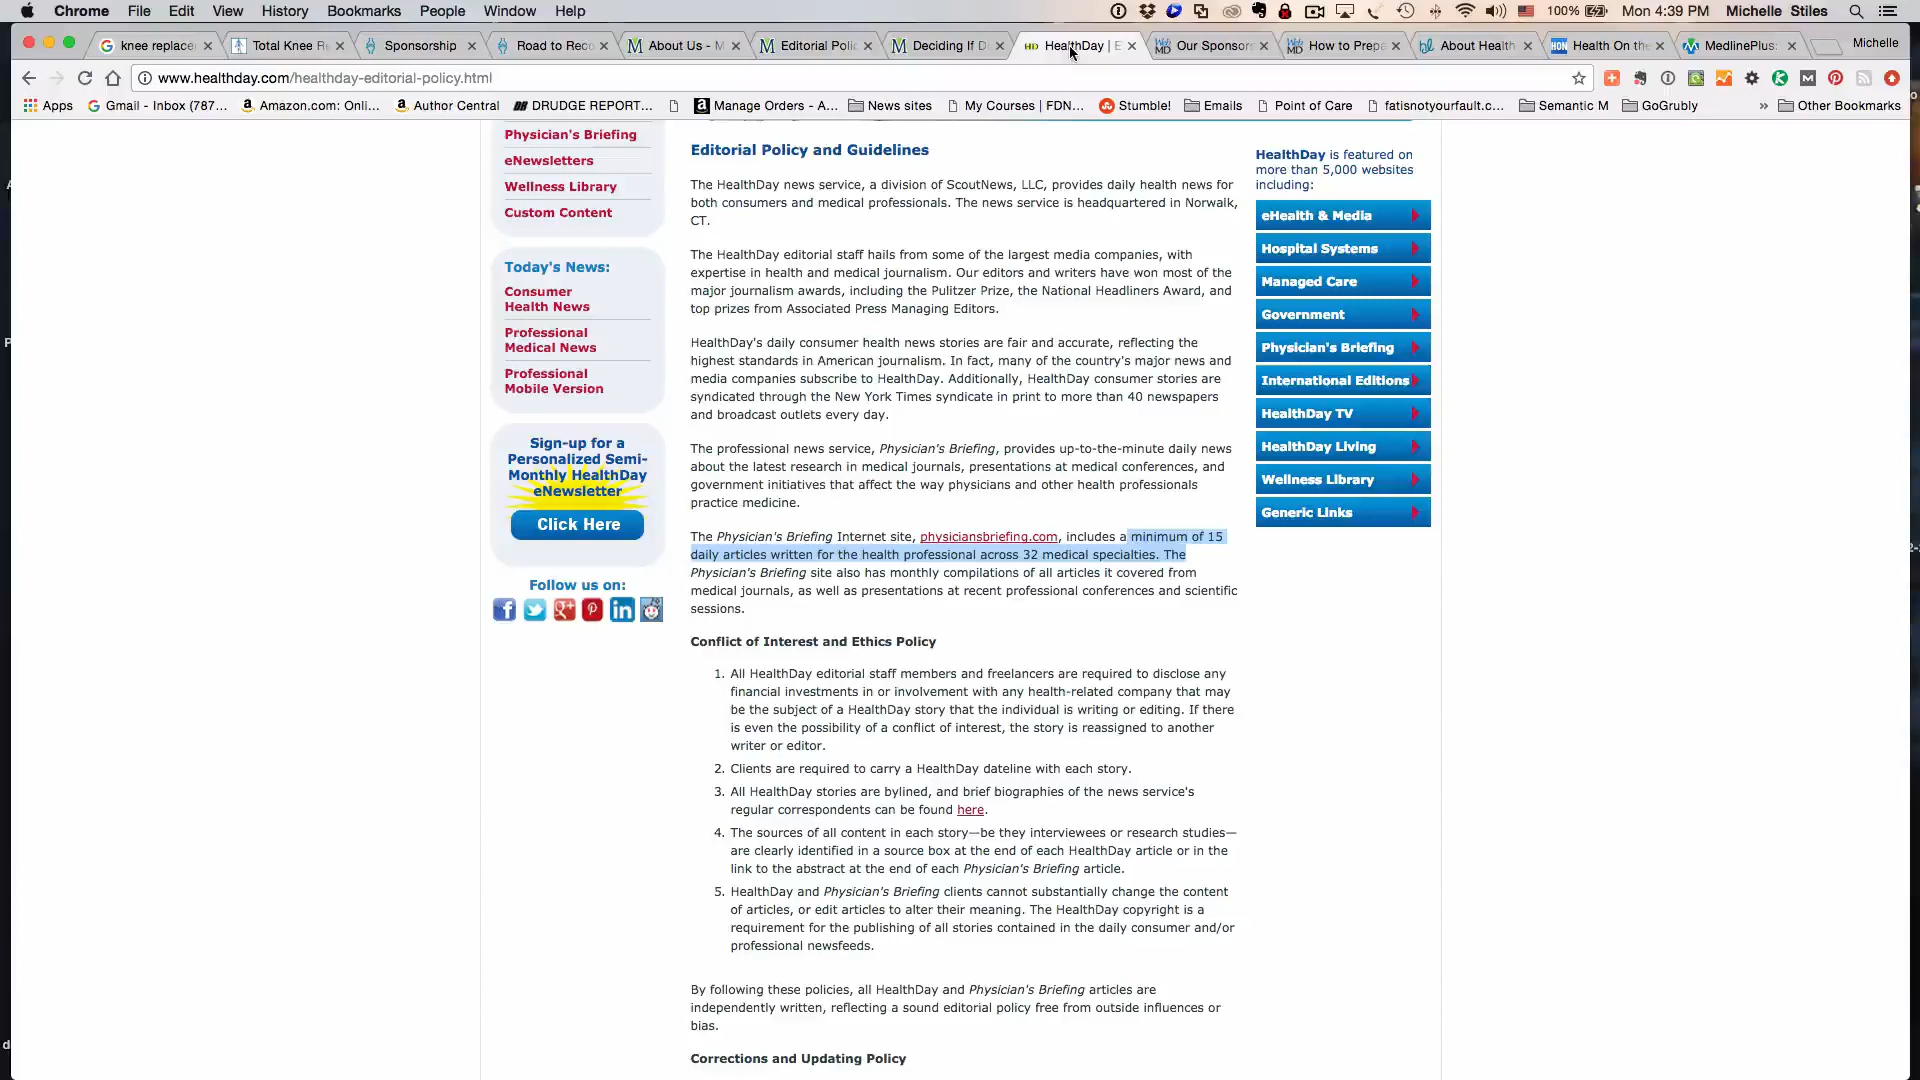 Chrome File Edit View History Bookmarks People Window Help 100% Mon 4:39 PM Michelle Stiles
knee replace
Total Knee R
Sponsorship
Road to Reco
About Us - M
Editorial Polic
Deciding If D
HealthDay | E
Our Sponsors
How to Prepa
About Health
Health On the
MedlinePlus:
Michelle
www.healthday.com/healthday-editorial-policy.html
Apps Gmail - Inbox (787... Amazon.com: Onli... Author Central DRUDGE REPORT... Manage Orders - A... News sites My Courses | FDN... Stumble! Emails Point of Care fatisnotyourfault.c... Semantic M GoGrubly » Other Bookmarks
Physician's Briefing
eNewsletters
Wellness Library
Custom Content
Today's News:
Consumer
Health News
Professional
Medical News
Professional
Mobile Version
Sign-up for a
Personalized Semi-
Monthly HealthDay
eNewsletter
Click Here
Follow us on:
Editorial Policy and Guidelines
The HealthDay news service, a division of ScoutNews, LLC, provides daily health news for
both consumers and medical professionals. The news service is headquartered in Norwalk,
CT.
The HealthDay editorial staff hails from some of the largest media companies, with
expertise in health and medical journalism. Our editors and writers have won most of the
major journalism awards, including the Pulitzer Prize, the National Headliners Award, and
top prizes from Associated Press Managing Editors.
HealthDay's daily consumer health news stories are fair and accurate, reflecting the
highest standards in American journalism. In fact, many of the country's major news and
media companies subscribe to HealthDay. Additionally, HealthDay consumer stories are
syndicated through the New York Times syndicate in print to more than 40 newspapers
and broadcast outlets every day.
The professional news service, Physician's Briefing, provides up-to-the-minute daily news
about the latest research in medical journals, presentations at medical conferences, and
government initiatives that affect the way physicians and other health professionals
practice medicine.
The Physician's Briefing Internet site, physiciansbriefing.com, includes a minimum of 15
daily articles written for the health professional across 32 medical specialties. The
Physician's Briefing site also has monthly compilations of all articles it covered from
medical journals, as well as presentations at recent professional conferences and scientific
sessions.
Conflict of Interest and Ethics Policy
1. All HealthDay editorial staff members and freelancers are required to disclose any
financial investments in or involvement with any health-related company that may
be the subject of a HealthDay story that the individual is writing or editing. If there
is even the possibility of a conflict of interest, the story is reassigned to another
writer or editor.
2. Clients are required to carry a HealthDay dateline with each story.
3. All HealthDay stories are bylined, and brief biographies of the news service's
regular correspondents can be found here.
4. The sources of all content in each story—be they interviewees or research studies—
are clearly identified in a source box at the end of each HealthDay article or in the
link to the abstract at the end of each Physician's Briefing article.
5. HealthDay and Physician's Briefing clients cannot substantially change the content
of articles, or edit articles to alter their meaning. The HealthDay copyright is a
requirement for the publishing of all stories contained in the daily consumer and/or
professional newsfeeds.
By following these policies, all HealthDay and Physician's Briefing articles are
independently written, reflecting a sound editorial policy free from outside influences or
bias.
Corrections and Updating Policy
HealthDay is featured on
more than 5,000 websites
including:
eHealth & Media
Hospital Systems
Managed Care
Government
Physician's Briefing
International Editions
HealthDay TV
HealthDay Living
Wellness Library
Generic Links